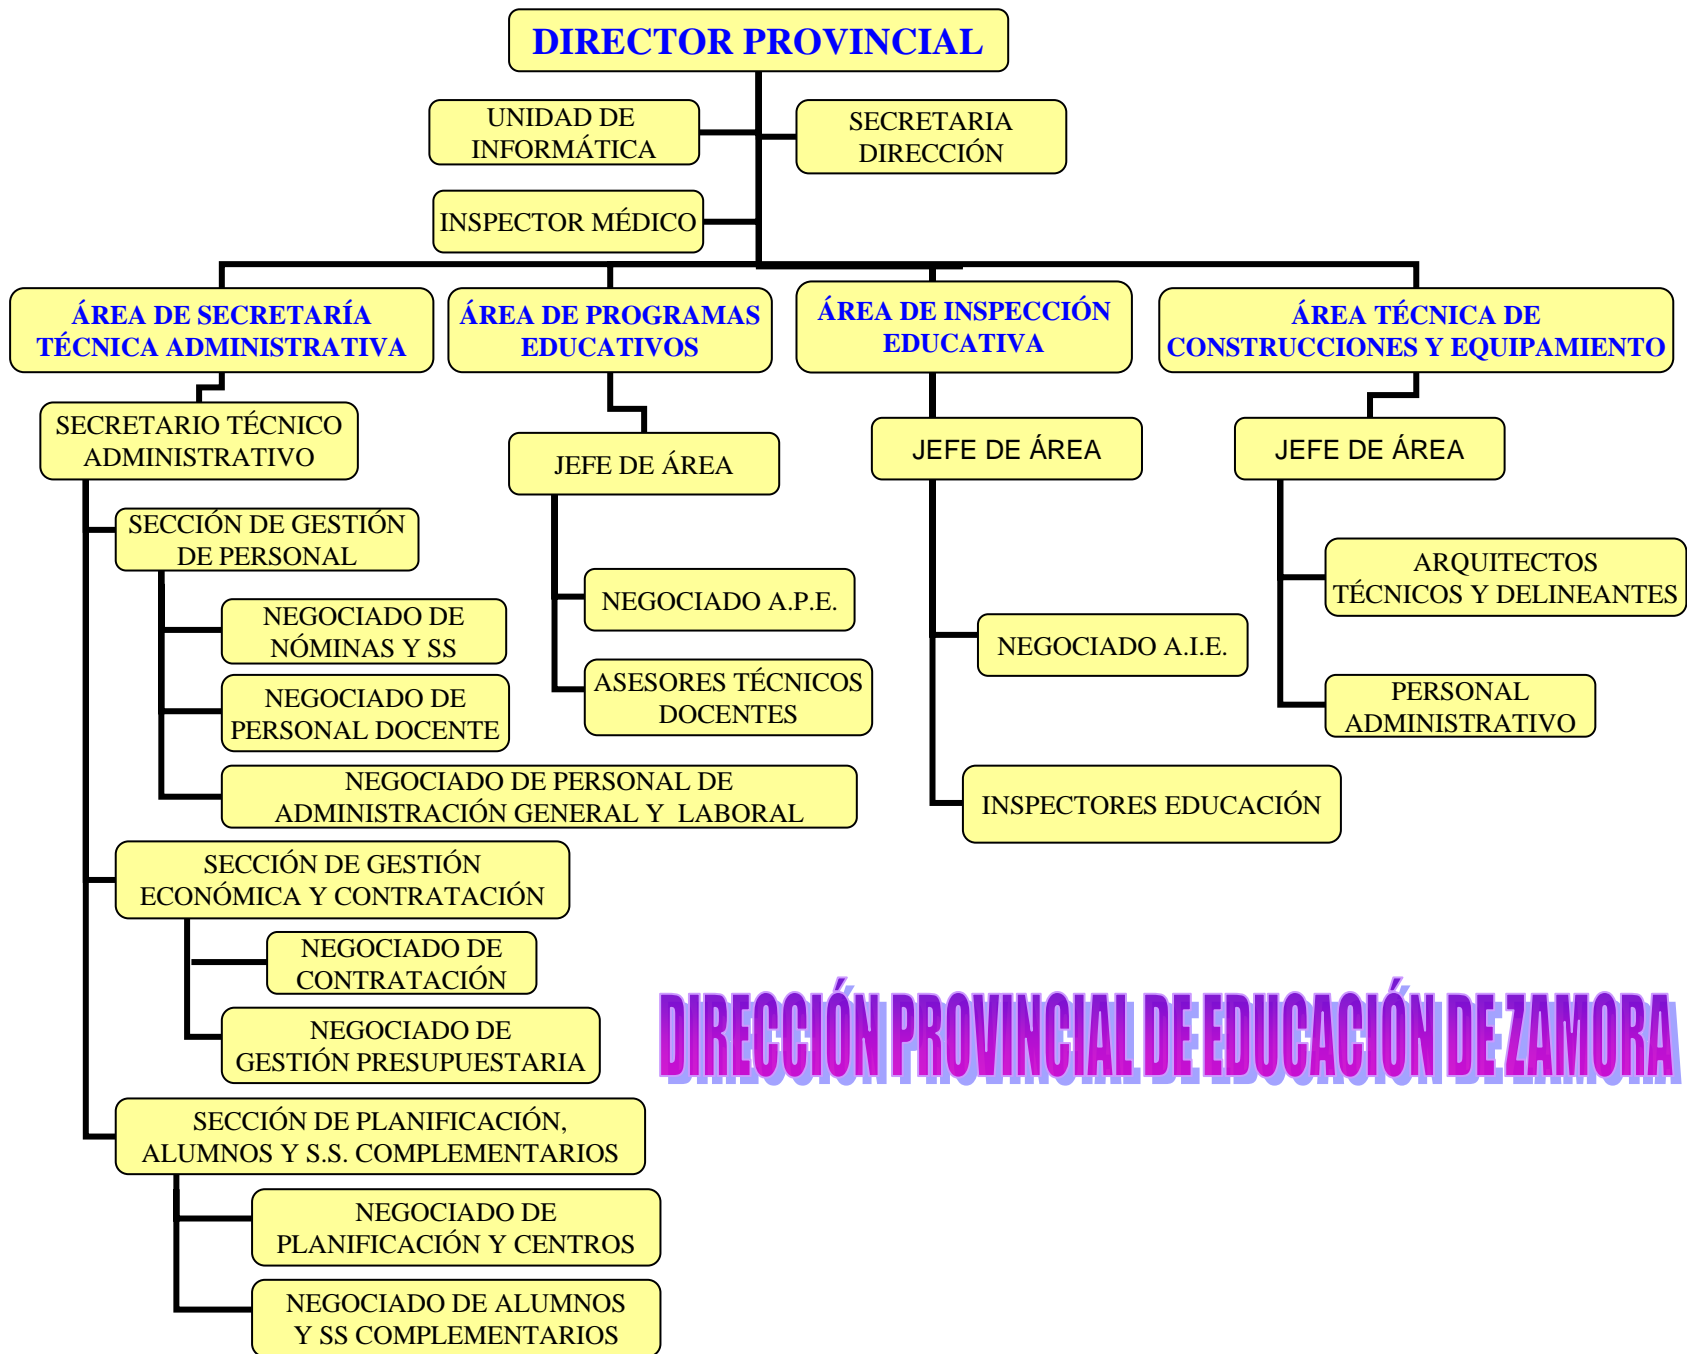 DIRECTOR PROVINCIAL
UNIDAD DE
INFORMÁTICA
SECRETARIA
DIRECCIÓN
INSPECTOR MÉDICO
ÁREA DE SECRETARÍA
TÉCNICA ADMINISTRATIVA
ÁREA DE PROGRAMAS
EDUCATIVOS
ÁREA DE INSPECCIÓN
EDUCATIVA
ÁREA TÉCNICA DE
CONSTRUCCIONES Y EQUIPAMIENTO
SECRETARIO TÉCNICO
ADMINISTRATIVO
JEFE DE ÁREA
JEFE DE ÁREA
JEFE DE ÁREA
SECCIÓN DE GESTIÓN
DE PERSONAL
NEGOCIADO DE
NÓMINAS Y SS
NEGOCIADO DE
PERSONAL DOCENTE
NEGOCIADO DE PERSONAL DE
ADMINISTRACIÓN GENERAL Y LABORAL
NEGOCIADO A.P.E.
ASESORES TÉCNICOS
DOCENTES
NEGOCIADO A.I.E.
INSPECTORES EDUCACIÓN
ARQUITECTOS
TÉCNICOS Y DELINEANTES
PERSONAL
ADMINISTRATIVO
SECCIÓN DE GESTIÓN
ECONÓMICA Y CONTRATACIÓN
NEGOCIADO DE
CONTRATACIÓN
NEGOCIADO DE
GESTIÓN PRESUPUESTARIA
DIRECCIÓN PROVINCIAL DE EDUCACIÓN DE ZAMORA
SECCIÓN DE PLANIFICACIÓN,
ALUMNOS Y S.S. COMPLEMENTARIOS
NEGOCIADO DE
PLANIFICACIÓN Y CENTROS
NEGOCIADO DE ALUMNOS
Y SS COMPLEMENTARIOS